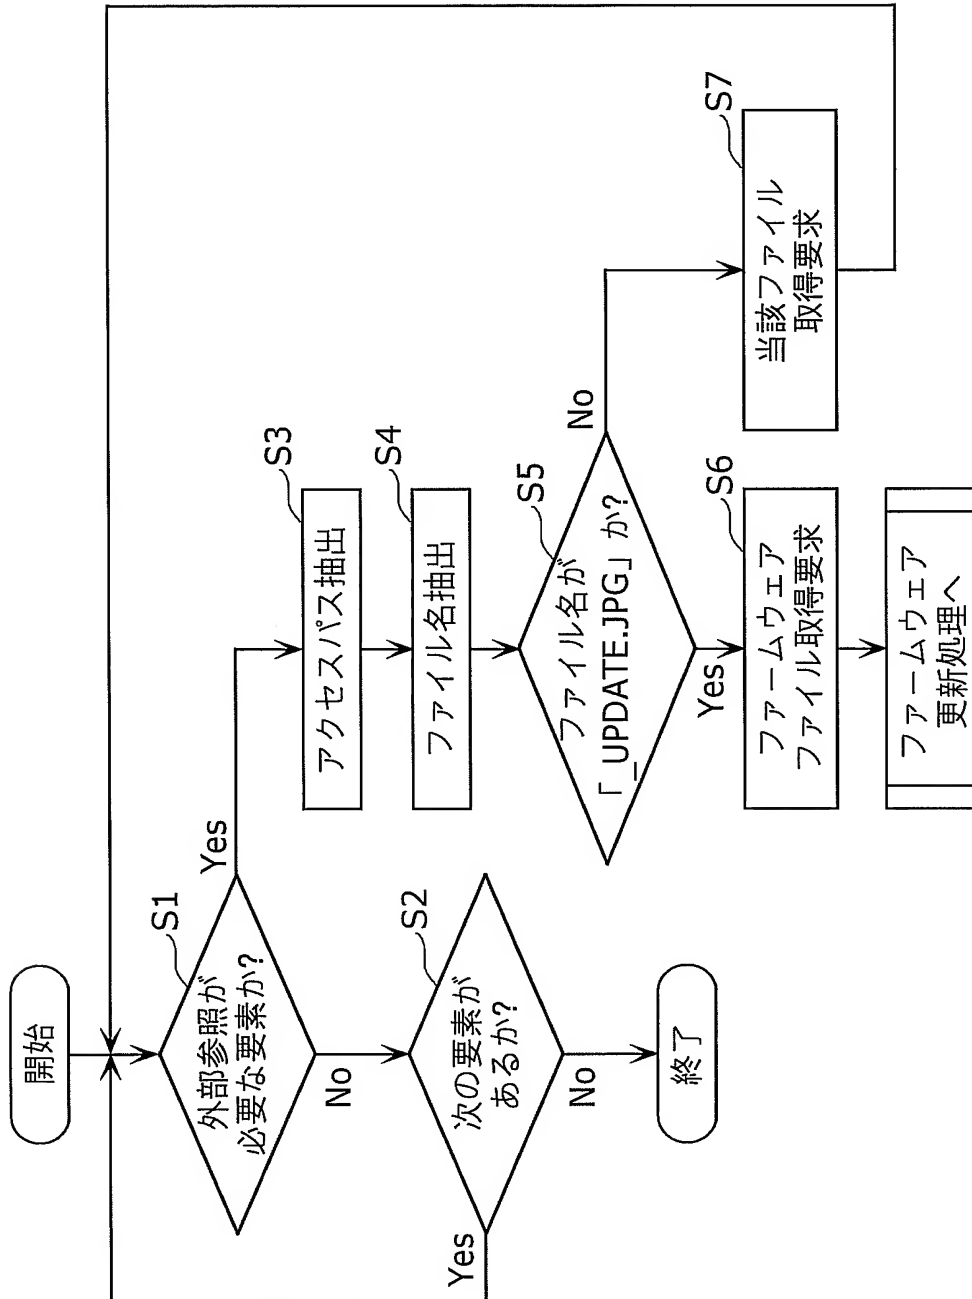 開始
S1
外部参照が
必要な要素か?
Yes
No
S2
次の要素が
あるか?
Yes
No
終了
S3
アクセスパス抽出
S4
ファイル名抽出
S5
ファイル名が
「_UPDATE.JPG」か?
No
Yes
S6
ファームウェア
ファイル取得要求
ファームウェア
更新処理へ
S7
当該ファイル
取得要求